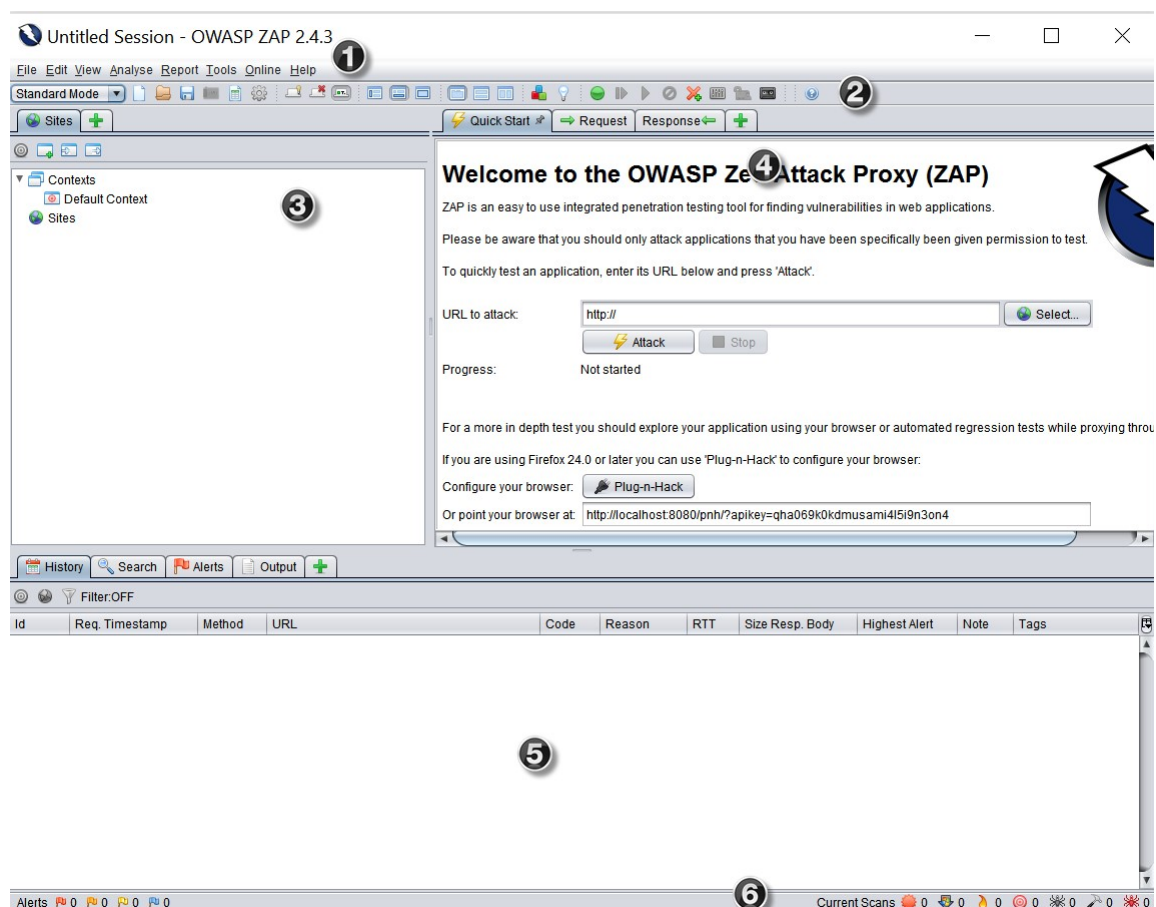 Untitled Session - OWASP ZAP 2.4.3
1
File Edit View Analyse Report Tools Online Help
Standard Mode
2
Sites
Quick Start
Request
Response
Contexts
Default Context
Sites
3
4
Welcome to the OWASP Ze Attack Proxy (ZAP)
ZAP is an easy to use integrated penetration testing tool for finding vulnerabilities in web applications.
Please be aware that you should only attack applications that you have been specifically been given permission to test.
To quickly test an application, enter its URL below and press 'Attack'.
URL to attack: http:// Select...
Attack Stop
Progress: Not started
For a more in depth test you should explore your application using your browser or automated regression tests while proxying throu
If you are using Firefox 24.0 or later you can use 'Plug-n-Hack' to configure your browser:
Configure your browser: Plug-n-Hack
Or point your browser at: http://localhost:8080/pnh/?apikey=qha069k0kdmusami4l5i9n3on4
History Search Alerts Output
Filter:OFF
Id Req. Timestamp Method URL Code Reason RTT Size Resp. Body Highest Alert Note Tags
5
6
Alerts 0 0 0 0 Current Scans 0 0 0 0 0 0 0